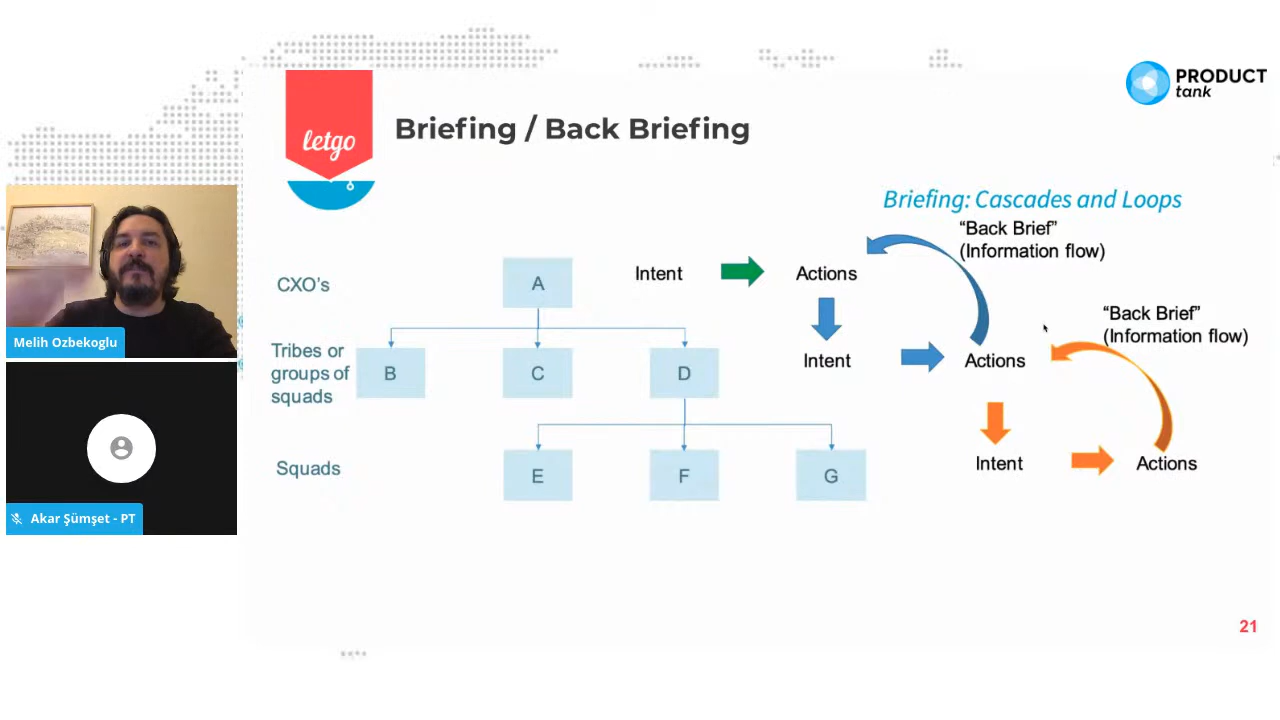 PRODUCT
tank
letgo
Briefing / Back Briefing
Briefing: Cascades and Loops
“Back Brief”
(Information flow)
CXO’s
A
Intent
Actions
“Back Brief”
(Information flow)
Tribes or
groups of
squads
B
C
D
Intent
Actions
Squads
E
F
G
Intent
Actions
Melih Ozbekoglu
Akar Şümşet - PT
21